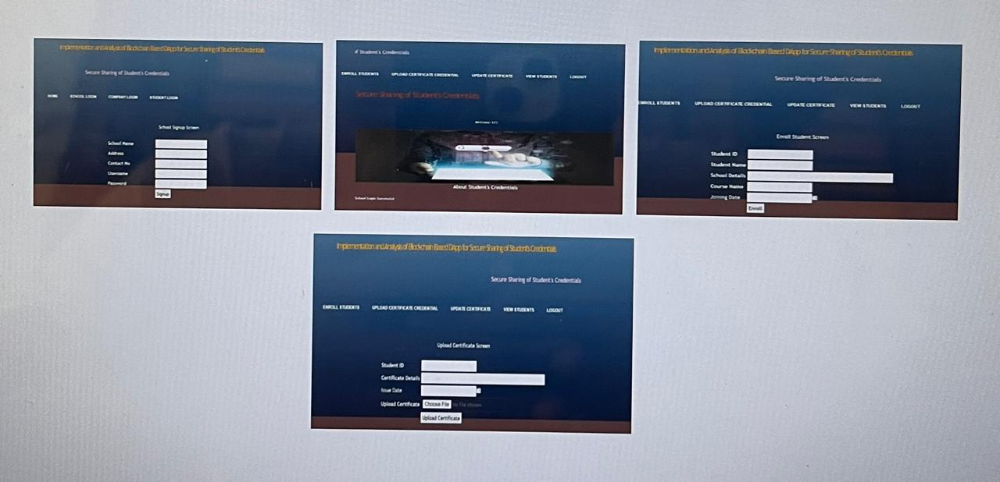 Implementation and Analysis of Blockchain Based DApp for Secure Sharing of Student's Credentials
Secure Sharing of Student's Credentials
HOME SCHOOL LOGIN COMPANY LOGIN STUDENT LOGIN
School Signup Screen
School Name
Address
Contact No
Username
Password
Signup
f Student's Credentials
ENROLL STUDENTS UPLOAD CERTIFICATE CREDENTIAL UPDATE CERTIFICATE VIEW STUDENTS LOGOUT
Secure Sharing of Student's Credentials
About Student's Credentials
School Login Successful
Implementation and Analysis of Blockchain Based DApp for Secure Sharing of Student's Credentials
Secure Sharing of Student's Credentials
ENROLL STUDENTS UPLOAD CERTIFICATE CREDENTIAL UPDATE CERTIFICATE VIEW STUDENTS LOGOUT
Enroll Student Screen
Student ID
Student Name
School Details
Course Name
Joining Date
Enroll
Implementation and Analysis of Blockchain Based DApp for Secure Sharing of Student's Credentials
Secure Sharing of Student's Credentials
ENROLL STUDENTS UPLOAD CERTIFICATE CREDENTIAL UPDATE CERTIFICATE VIEW STUDENTS LOGOUT
Upload Certificate Screen
Student ID
Certificate Details
Issue Date
Upload Certificate Choose File No file chosen
Upload Certificate